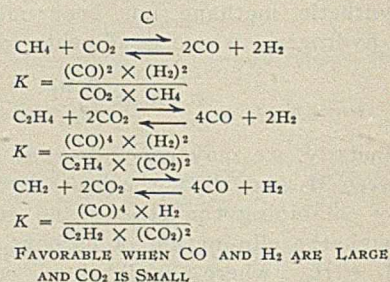 C
CH₄ + CO₂ ⇌ 2CO + 2H₂
K = (CO)² × (H₂)² / CO₂ × CH₄
C₂H₄ + 2CO₂ ⇌ 4CO + 2H₂
K = (CO)⁴ × (H₂)² / C₂H₄ × (CO₂)²
CH₂ + 2CO₂ ⇌ 4CO + H₂
K = (CO)⁴ × H₂ / C₂H₂ × (CO₂)²
FAVORABLE WHEN CO AND H₂ ARE LARGE
AND CO₂ IS SMALL